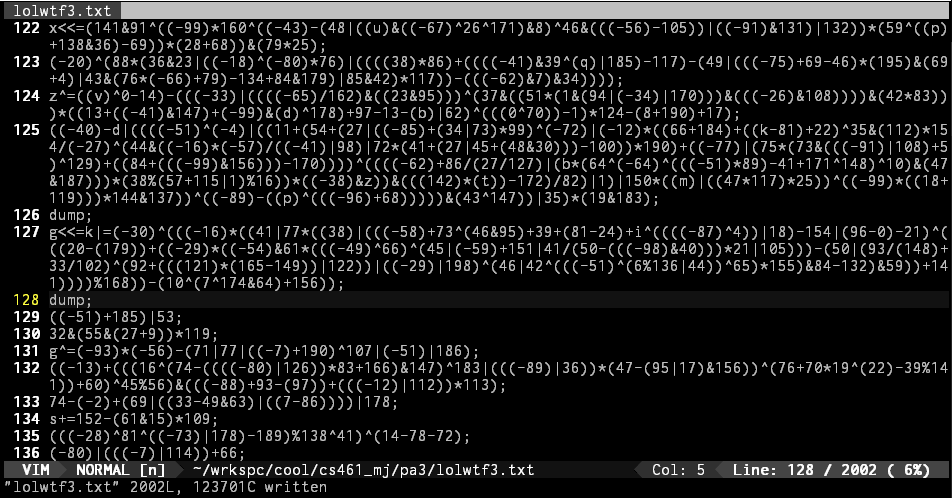 lolwtf3.txt
122 x<<=(141&91^((-99)*160^((-43)-(48|((u)&((-67)^26^171)&8)^46&(((-56)-105))|((-91)&131)|132))*(59^((p)
+138&36)-69))*(28+68))&(79*25);
123 (-20)^(88*(36&23|((-18)^(-80)*76)|((((38)*86)+((((-41)&39^(q)|185)-117)-(49|(((-75)+69-46)*(195)&(69
+4)|43&(76*(-66)+79)-134+84&179)|85&42)*117))-(((-62)&7)&34))));
124 z^=((v)^0-14)-(((-33)|((((-65)/162)&((23&95)))^(37&((51*(1&(94|(-34)|170)))&(((-26)&108))))&(42*83))
)*((13+((-41)&147)+(-99)&(d)^178)+97-13-(b)|62)^(((0^70))-1)*124-(8+190)+17);
125 ((-40)-d|((((-51)^(-4)|((11+(54+(27|((-85)+(34|73)*99)^(-72)|(-12)*((66+184)+((k-81)+22)^35&(112)*15
4/(-27)^(44&((-16)*(-57)/((-41)|98)|72*(41+(27|45+(48&30)))-100))*190)+((-77)|(75*(73&(((-91)|108)+5
)^129)+((84+(((-99)&156)))-170))))^((((-62)+86/(27/127)|(b*(64^(-64)^(((-51)*89)-41+171^148)^10)&(47
&187)))*(38%(57+115|1)%16))*((-38)&z))&(((142)*(t))-172)/82)|1)|150*((m)|((47*117)*25))^((-99)*((18+
119)))*144&137))^((-89)-((p)^(((-96)+68)))))&(43^147))|35)*(19&183);
126 dump;
127 g<<=k|=(-30)^(((-16)*((41|77*((38)|(((-58)+73^(46&95)+39+(81-24)+i^((((-87)^4))|18)-154|(96-0)-21)^(
((20-(179))+((-29)*((-54)&61*(((-49)^66)^(45|(-59)+151|41/(50-(((-98)&40)))*21|105)))-(50|(93/(148)+
33/102)^(92+(((121)*(165-149))|122))|((-29)|198)^(46|42^(((-51)^(6%136|44))^65)*155)&84-132)&59))+14
1))))%168))-(10^(7^174&64)+156));
128 dump;
129 ((-51)+185)|53;
130 32&(55&(27+9))*119;
131 g^=(-93)*(-56)-(71|77|((-7)+190)^107|(-51)|186);
132 ((-13)+(((16^(74-((((-80)|126))*83+166)&147)^183|(((-89)|36))*(47-(95|17)&156))^(76+70*19^(22)-39%14
1))+60)^45%56)&(((-88)+93-(97))+(((-12)|112))*113);
133 74-(-2)+(69|((33-49&63)|((7-86))))|178;
134 s+=152-(61&15)*109;
135 (((-28)^81^((-73)|178)-189)%138^41)^(14-78-72);
136 (-80)|(((-7)|114))+66;
VIM NORMAL [n] ~/wrkspc/cool/cs461_mj/pa3/lolwtf3.txt Col: 5 Line: 128 / 2002 ( 6%)
"lolwtf3.txt" 2002L, 123701C written